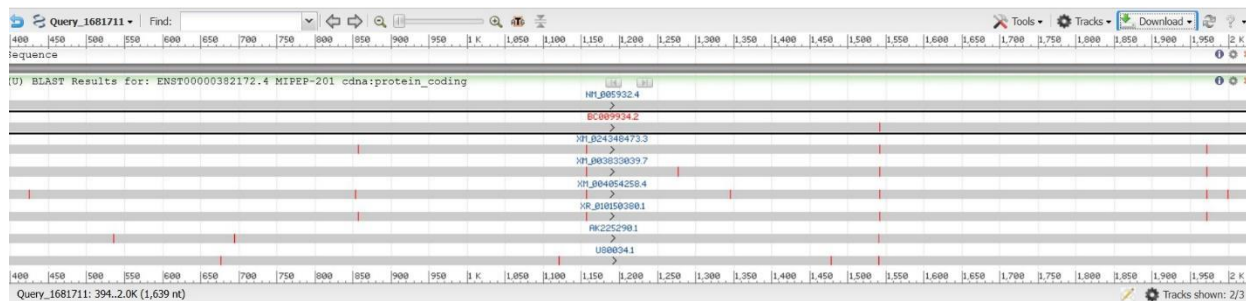 Query_1681711 Find: Tools Tracks Download ?
400 450 500 550 600 650 700 750 800 850 900 950 1 K 1,050 1,100 1,150 1,200 1,250 1,300 1,350 1,400 1,450 1,500 1,550 1,600 1,650 1,700 1,750 1,800 1,850 1,900 1,950 2 K
Sequence
(U) BLAST Results for: ENST00000382172.4 MIPEP-201 cdna:protein_coding
NM_005932.4
BC009934.2
XM_024348473.3
XM_003833039.7
XM_004054258.4
XR_010150380.1
AK225290.1
U80034.1
400 450 500 550 600 650 700 750 800 850 900 950 1 K 1,050 1,100 1,150 1,200 1,250 1,300 1,350 1,400 1,450 1,500 1,550 1,600 1,650 1,700 1,750 1,800 1,850 1,900 1,950 2 K
Query_1681711: 394..2.0K (1,639 nt) Tracks shown: 2/3